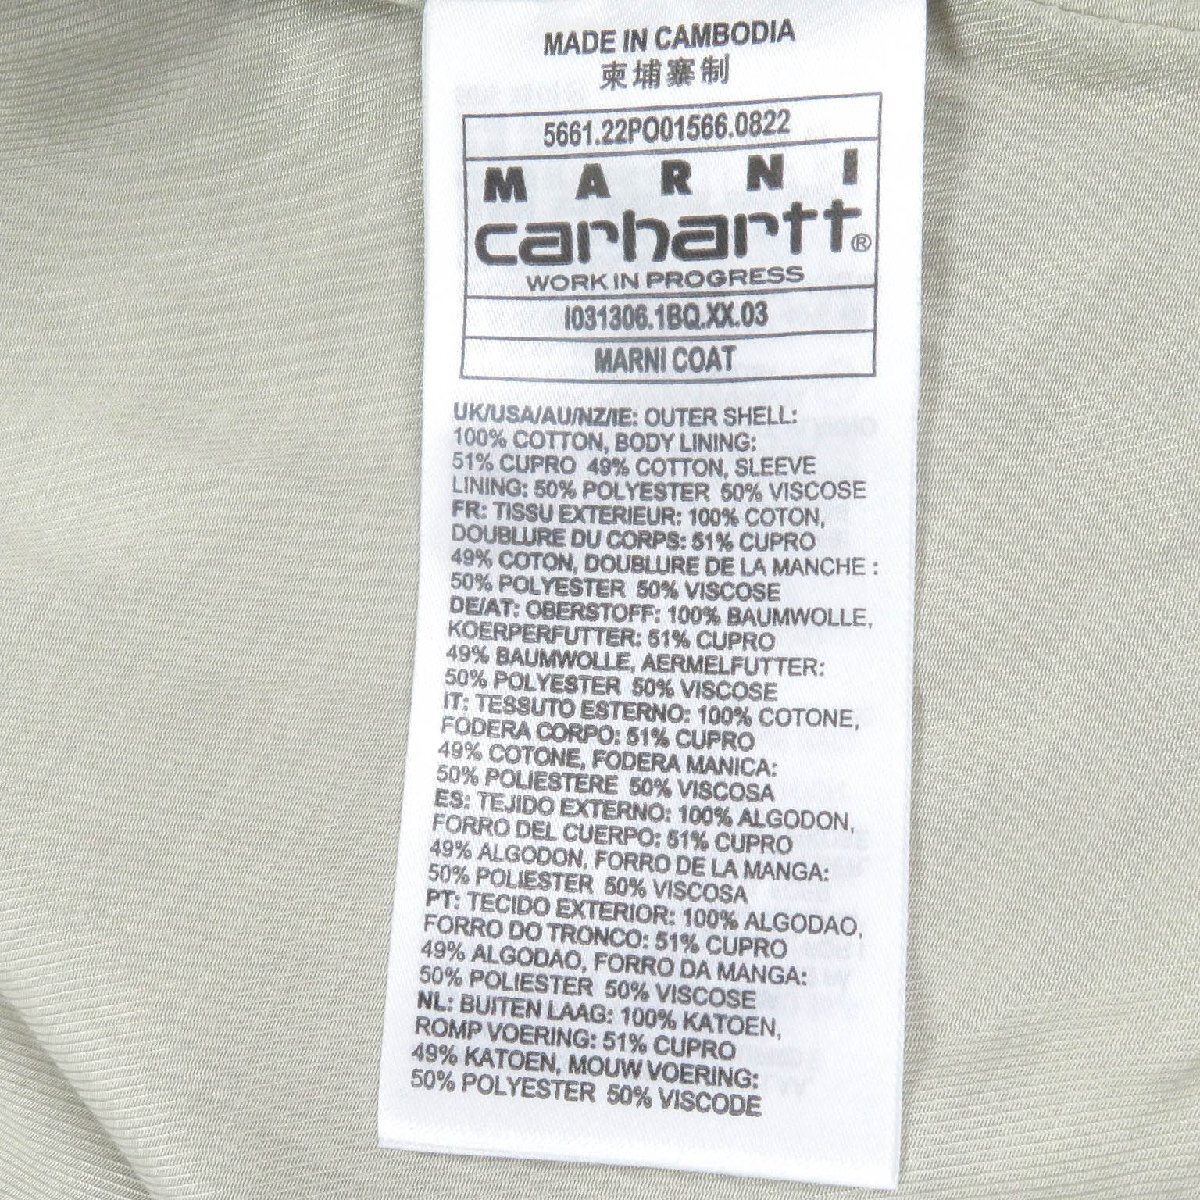 MADE IN CAMBODIA
柬埔寨制
5661.22PO01566.0822
MARNI
carhartt®
WORK IN PROGRESS
I031306.1BQ.XX.03
MARNI COAT
UK/USA/AU/NZ/IE: OUTER SHELL:
100% COTTON, BODY LINING:
51% CUPRO 49% COTTON, SLEEVE
LINING: 50% POLYESTER 50% VISCOSE
FR: TISSU EXTERIEUR: 100% COTON,
DOUBLURE DU CORPS: 51% CUPRO
49% COTON, DOUBLURE DE LA MANCHE :
50% POLYESTER 50% VISCOSE
DE/AT: OBERSTOFF: 100% BAUMWOLLE,
KOERPERFUTTER: 51% CUPRO
49% BAUMWOLLE, AERMELFUTTER:
50% POLYESTER 50% VISCOSE
IT: TESSUTO ESTERNO: 100% COTONE,
FODERA CORPO: 51% CUPRO
49% COTONE, FODERA MANICA:
50% POLIESTERE 50% VISCOSA
ES: TEJIDO EXTERNO: 100% ALGODON,
FORRO DEL CUERPO: 51% CUPRO
49% ALGODON, FORRO DE LA MANGA:
50% POLIESTER 50% VISCOSA
PT: TECIDO EXTERIOR: 100% ALGODAO,
FORRO DO TRONCO: 51% CUPRO
49% ALGODAO, FORRO DA MANGA:
50% POLIESTER 50% VISCOSE
NL: BUITEN LAAG: 100% KATOEN,
ROMP VOERING: 51% CUPRO
49% KATOEN, MOUW VOERING:
50% POLYESTER 50% VISCODE